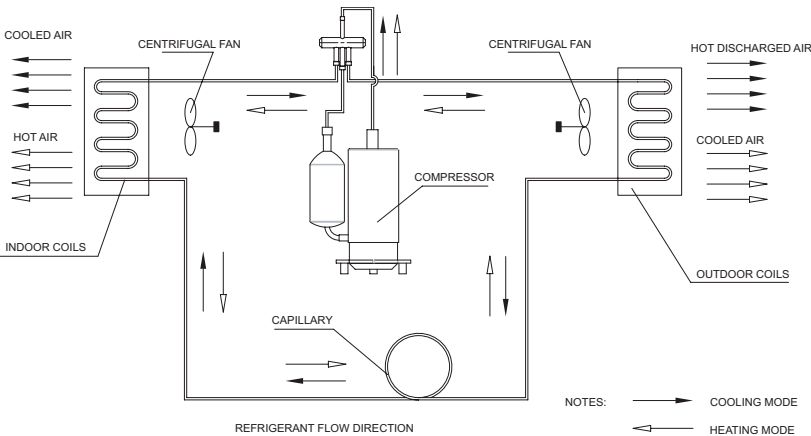 COOLED AIR
CENTRIFUGAL FAN
CENTRIFUGAL FAN
HOT DISCHARGED AIR
HOT AIR
COOLED AIR
COMPRESSOR
INDOOR COILS
OUTDOOR COILS
CAPILLARY
NOTES:
COOLING MODE
HEATING MODE
REFRIGERANT FLOW DIRECTION